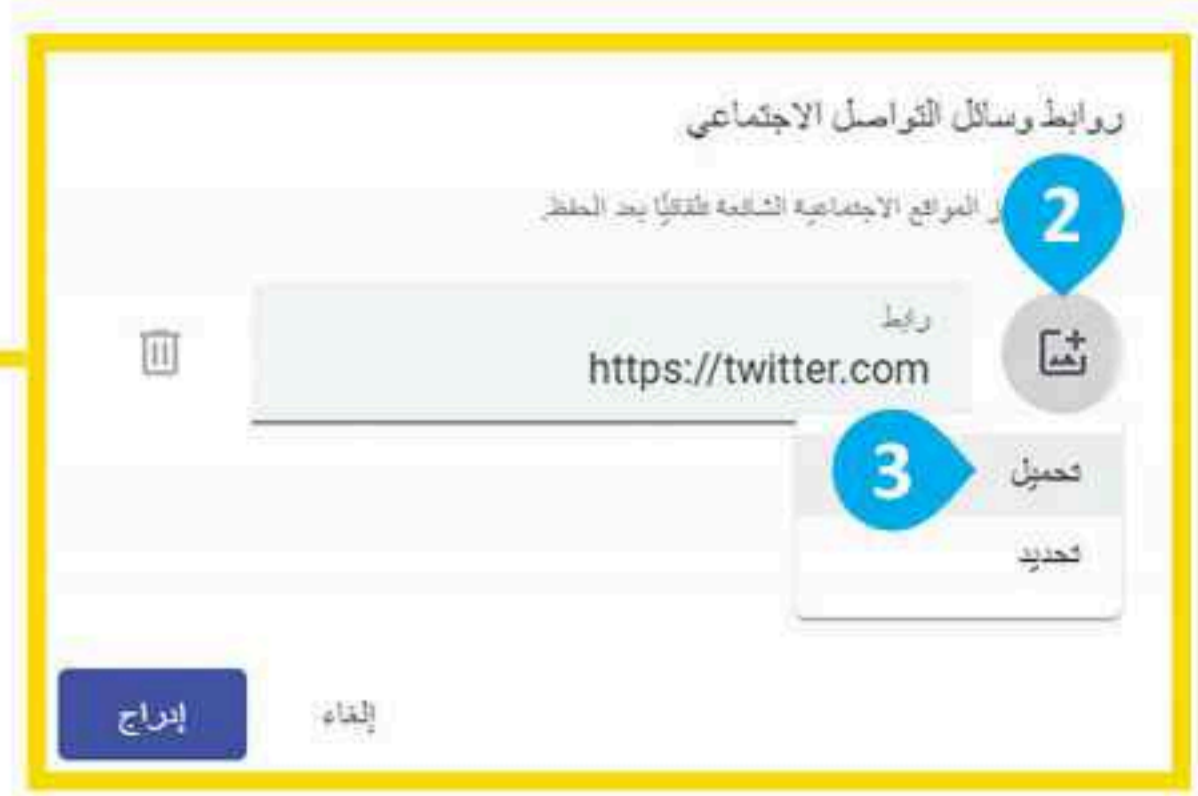 روابط وسائل التواصل الاجتماعي
2
المواقع الاجتماعية الشائعة تلقائيًا بعد الحفظ.
رابط
https://twitter.com
3
تحميل
تحديد
إلغاء
إدراج